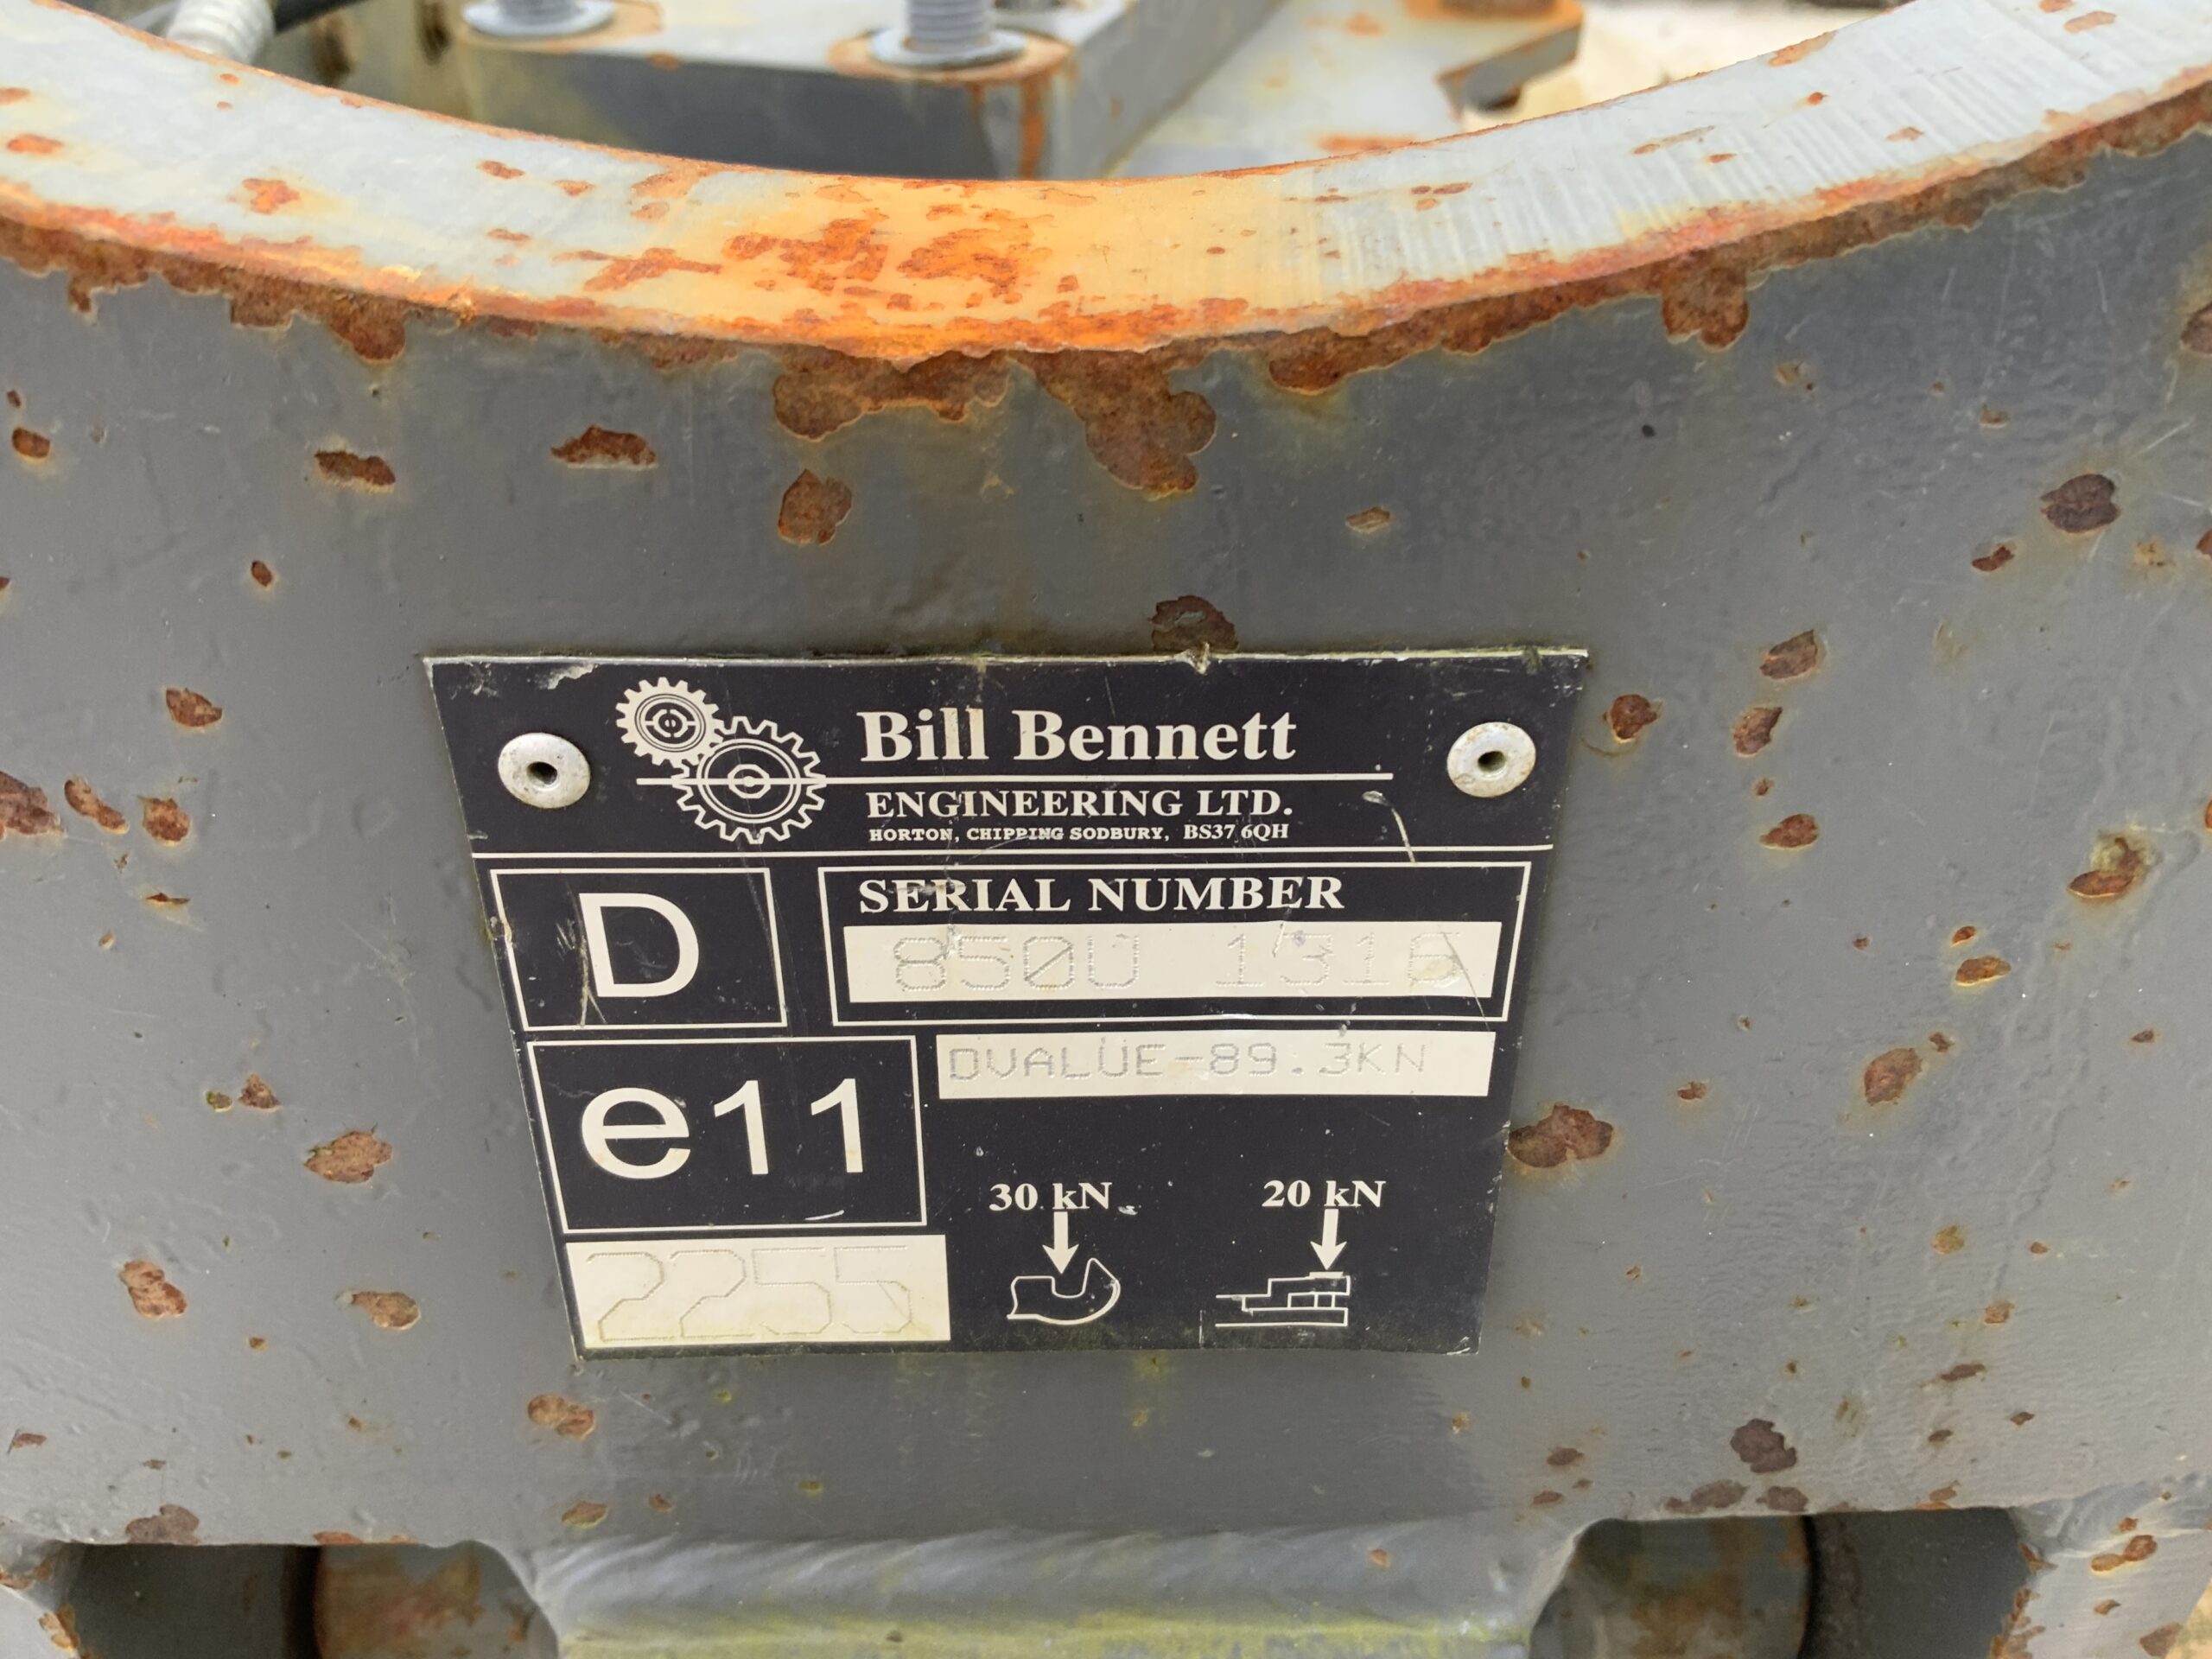 Bill Bennett
ENGINEERING LTD.
HORTON, CHIPPING SODBURY, BS37 6QH
D
SERIAL NUMBER
850U 1316
e11
DVALUE-89.3KN
2255
30 kN
20 kN